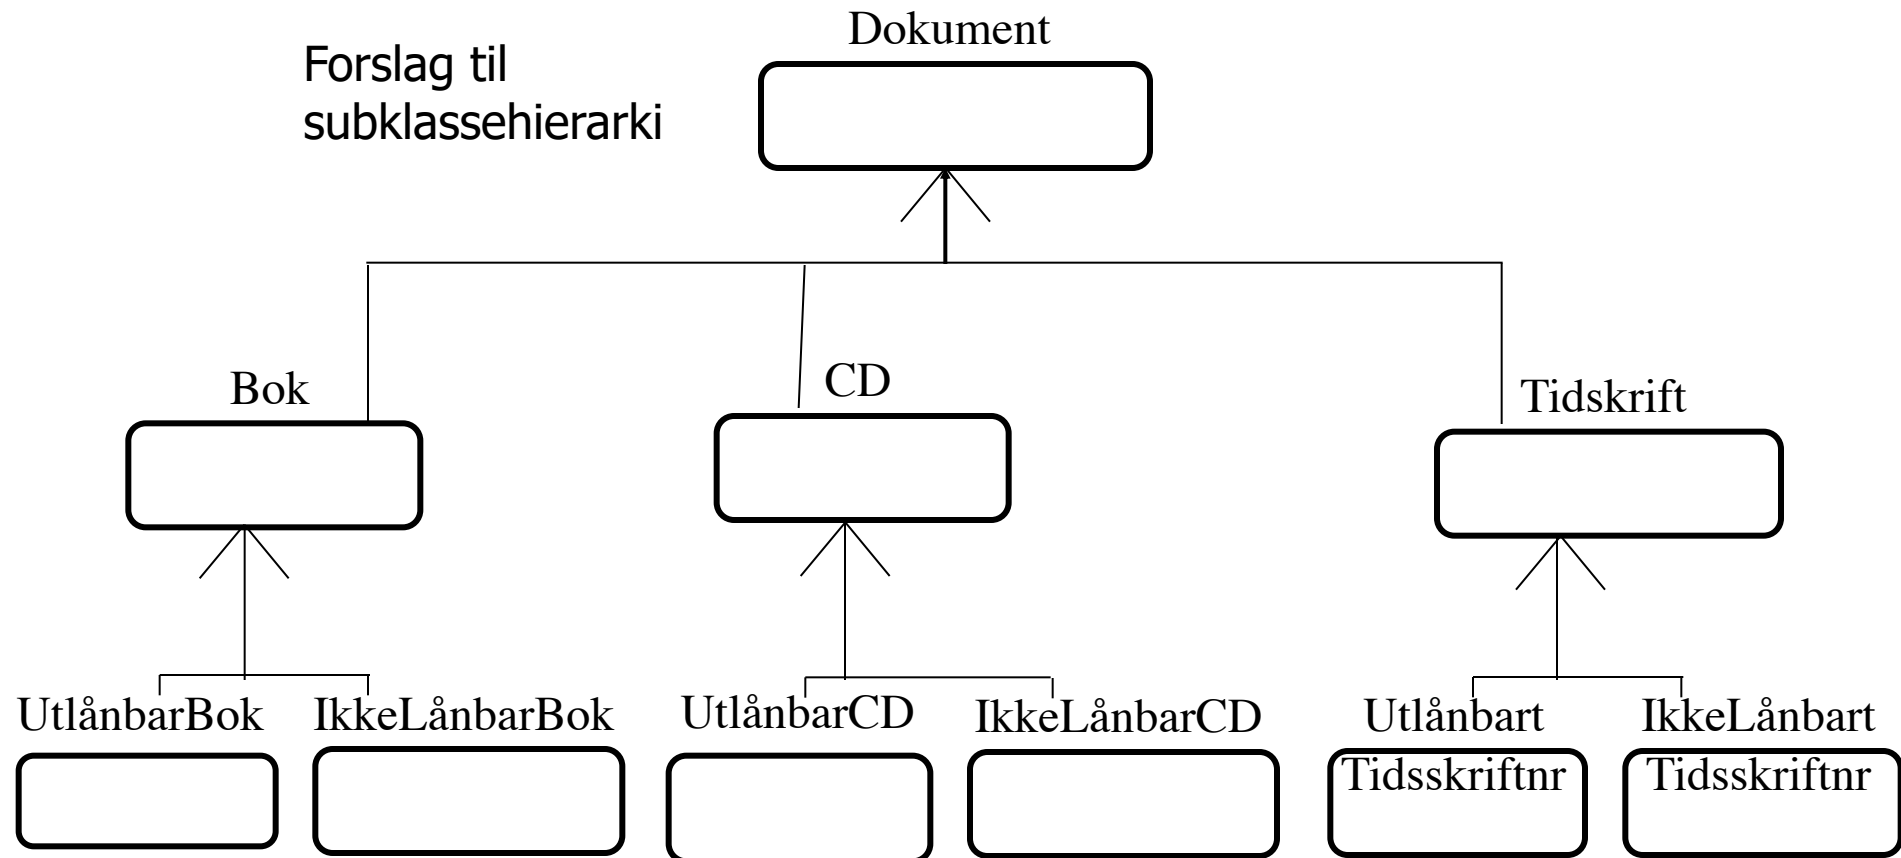 Forslag til
subklassehierarki
Dokument
Bok
CD
Tidskrift
UtlånbarBok
IkkeLånbarBok
UtlånbarCD
IkkeLånbarCD
Utlånbart
Tidsskriftnr
IkkeLånbart
Tidsskriftnr